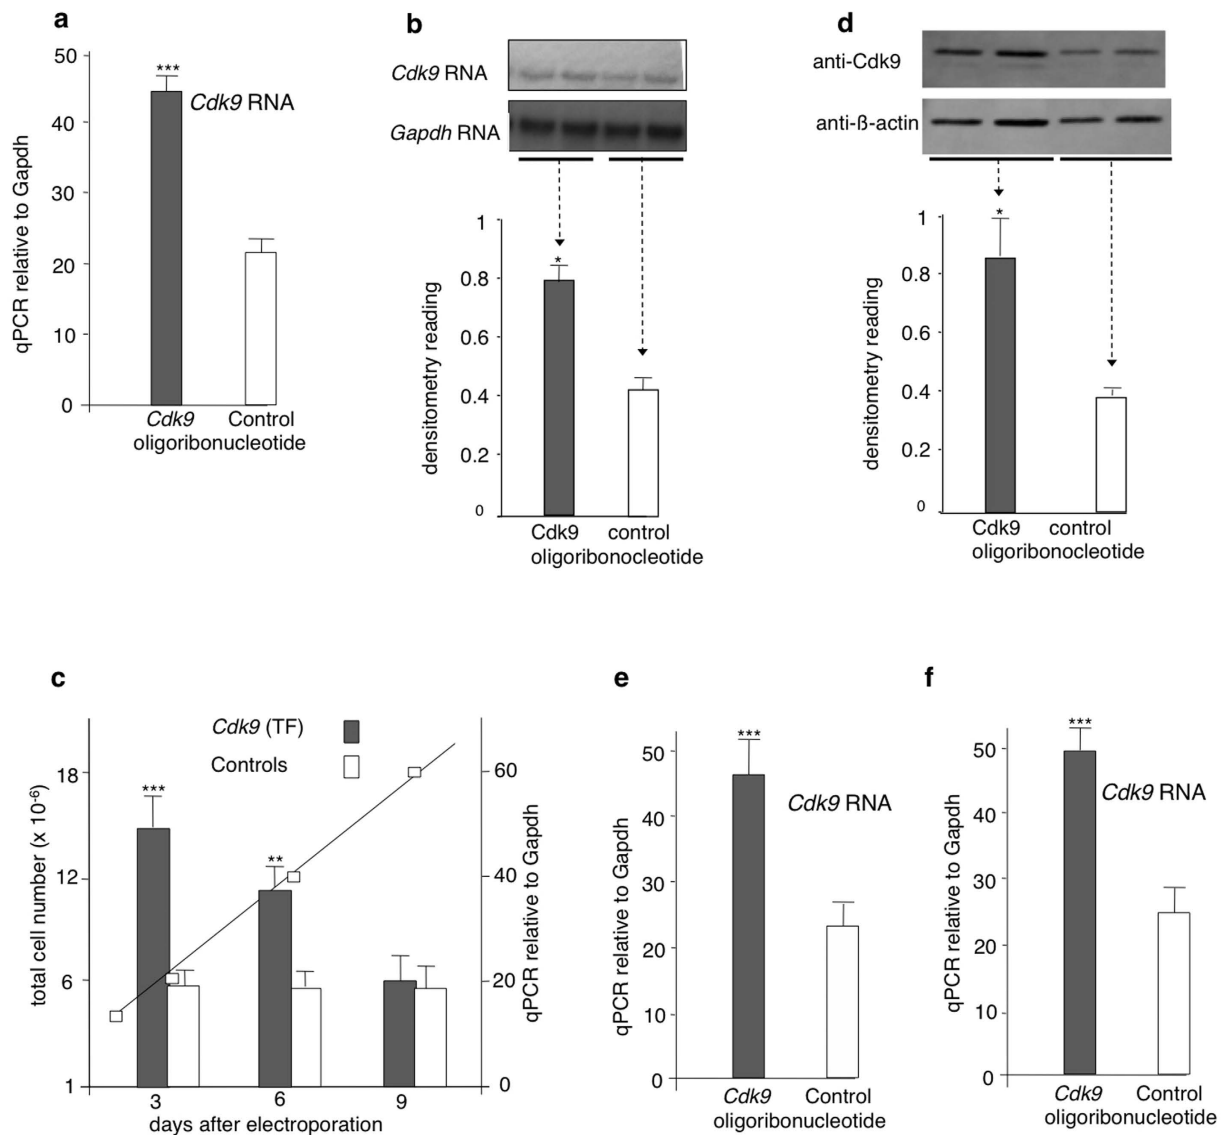 a
50
40
30
20
10
0
qPCR relative to Gapdh
***
Cdk9 RNA
Cdk9 Control
oligoribonucleotide
b
Cdk9 RNA
Gapdh RNA
1
0.8
0.6
0.4
0.2
0
densitometry reading
*
Cdk9 control
oligoribonocleotide
d
anti-Cdk9
anti-ß-actin
1
0.8
0.6
0.4
0.2
0
densitometry reading
*
Cdk9 control
oligoribonocleotide
c
Cdk9 (TF)
Controls
18
12
6
1
total cell number (x 10-6)
***
**
60
40
20
0
qPCR relative to Gapdh
3 6 9
days after electroporation
e
50
40
30
20
10
0
qPCR relative to Gapdh
***
Cdk9 RNA
Cdk9 Control
oligoribonucleotide
f
50
40
30
20
10
0
qPCR relative to Gapdh
***
Cdk9 RNA
Cdk9 Control
oligoribonucleotide